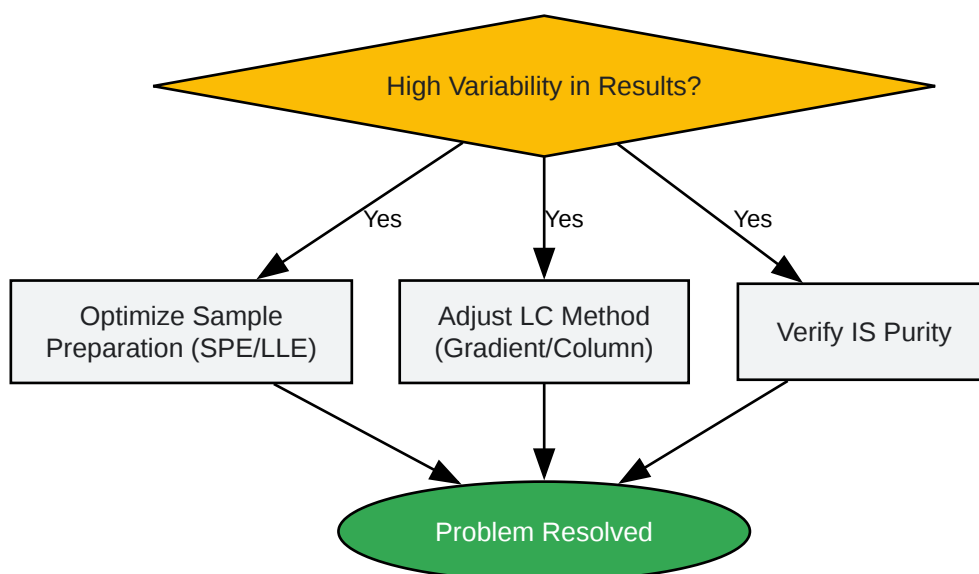 High Variability in Results?
Yes
Yes
Yes
Optimize Sample
Preparation (SPE/LLE)
Adjust LC Method
(Gradient/Column)
Verify IS Purity
Problem Resolved